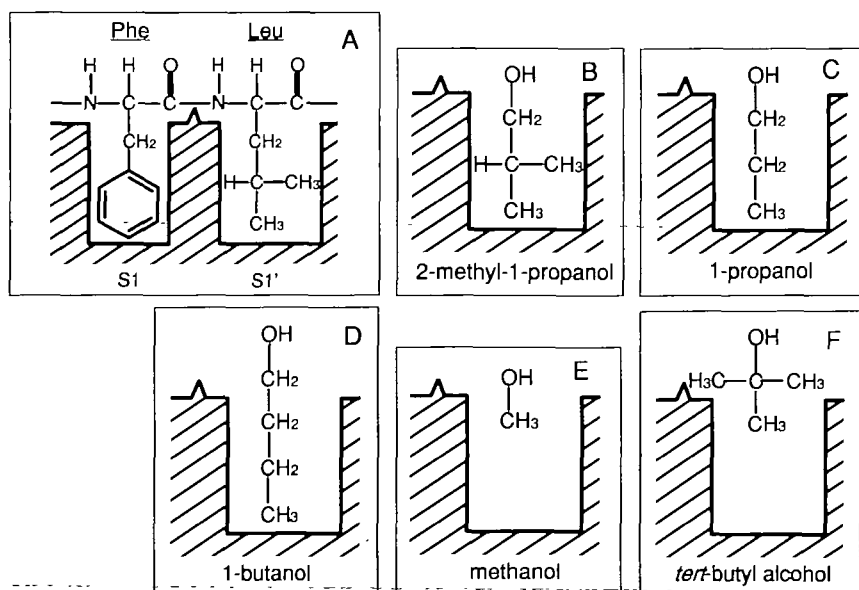 Phe Leu A
H H O H H O
N C C N C C
CH2 CH2
H C CH3
CH3
S1 S1'
B
OH
CH2
H C CH3
CH3
2-methyl-1-propanol
C
OH
CH2
CH2
CH3
1-propanol
D
OH
CH2
CH2
CH2
CH3
1-butanol
E
OH
CH3
methanol
F
OH
H3C C CH3
CH3
tert-butyl alcohol